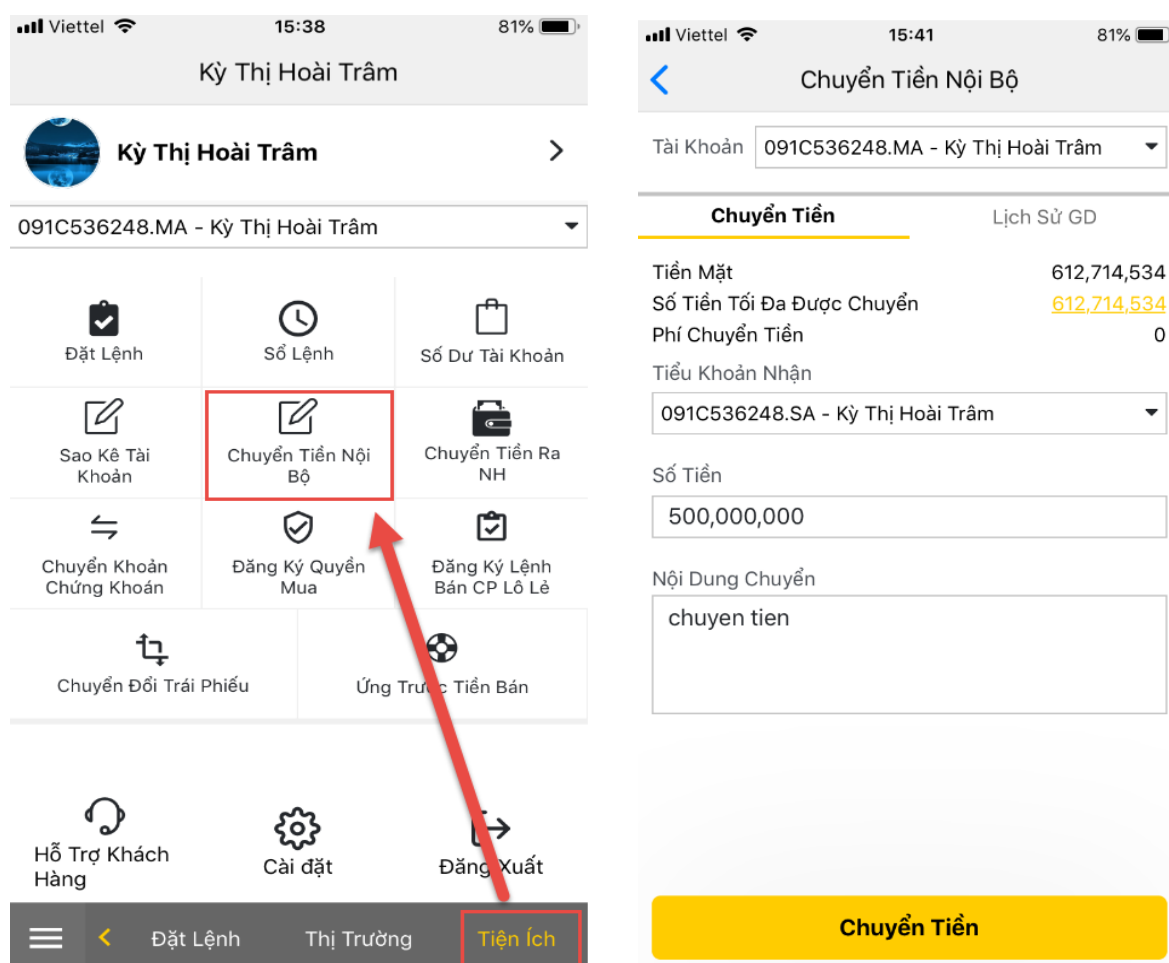 Viettel 15:38 81%
Kỳ Thị Hoài Trâm
Kỳ Thị Hoài Trâm
091C536248.MA - Kỳ Thị Hoài Trâm
Đặt Lệnh
Sổ Lệnh
Số Dư Tài Khoản
Sao Kê Tài
Khoản
Chuyển Tiền Nội
Bộ
Chuyển Tiền Ra
NH
Chuyển Khoản
Chứng Khoán
Đăng Ký Quyền
Mua
Đăng Ký Lệnh
Bán CP Lô Lẻ
Chuyển Đổi Trái Phiếu
Ứng Trước Tiền Bán
Hỗ Trợ Khách
Hàng
Cài đặt
Đăng Xuất
Đặt Lệnh Thị Trường Tiện Ích
Viettel 15:41 81%
Chuyển Tiền Nội Bộ
Tài Khoản 091C536248.MA - Kỳ Thị Hoài Trâm
Chuyển Tiền Lịch Sử GD
Tiền Mặt 612,714,534
Số Tiền Tối Đa Được Chuyển 612,714,534
Phí Chuyển Tiền 0
Tiểu Khoản Nhận
091C536248.SA - Kỳ Thị Hoài Trâm
Số Tiền
500,000,000
Nội Dung Chuyển
chuyen tien
Chuyển Tiền